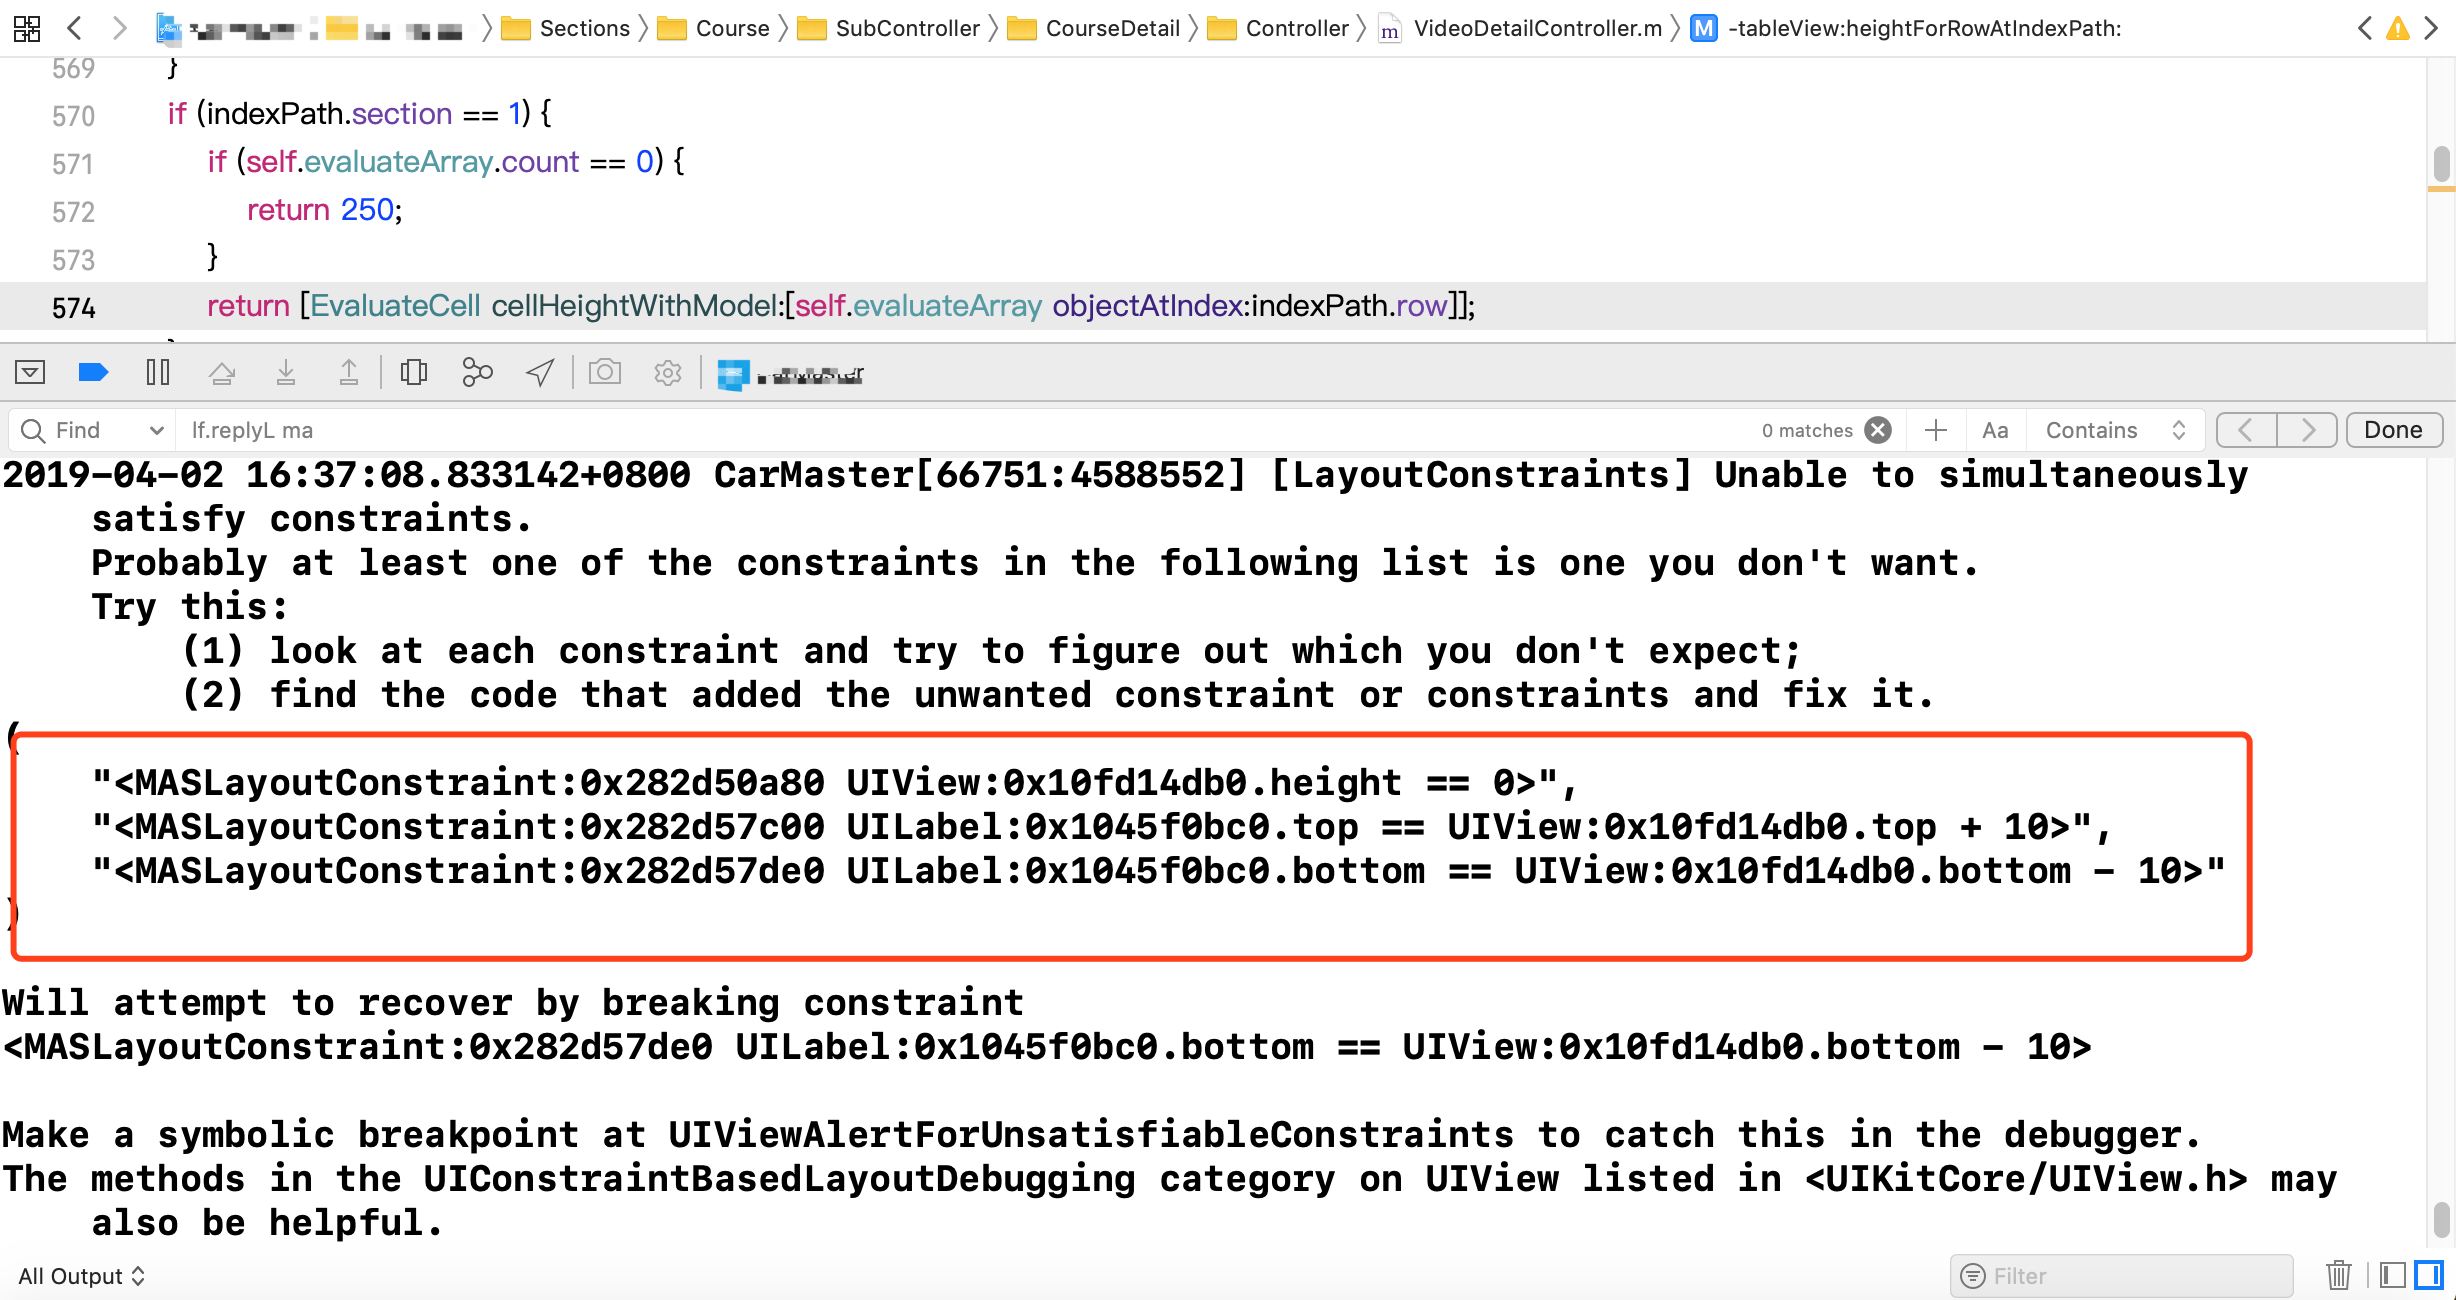 Sections
Course
SubController
CourseDetail
Controller
m VideoDetailController.m
M -tableView:heightForRowAtIndexPath:
569 }
570 if (indexPath.section == 1) {
571 if (self.evaluateArray.count == 0) {
572 return 250;
573 }
574 return [EvaluateCell cellHeightWithModel:[self.evaluateArray objectAtIndex:indexPath.row]];
Find lf.replyL ma 0 matches Aa Contains Done
2019-04-02 16:37:08.833142+0800 CarMaster[66751:4588552] [LayoutConstraints] Unable to simultaneously
satisfy constraints.
Probably at least one of the constraints in the following list is one you don't want.
Try this:
(1) look at each constraint and try to figure out which you don't expect;
(2) find the code that added the unwanted constraint or constraints and fix it.
(
"<MASLayoutConstraint:0x282d50a80 UIView:0x10fd14db0.height == 0>",
"<MASLayoutConstraint:0x282d57c00 UILabel:0x1045f0bc0.top == UIView:0x10fd14db0.top + 10>",
"<MASLayoutConstraint:0x282d57de0 UILabel:0x1045f0bc0.bottom == UIView:0x10fd14db0.bottom - 10>"
)
Will attempt to recover by breaking constraint
<MASLayoutConstraint:0x282d57de0 UILabel:0x1045f0bc0.bottom == UIView:0x10fd14db0.bottom - 10>
Make a symbolic breakpoint at UIViewAlertForUnsatisfiableConstraints to catch this in the debugger.
The methods in the UIConstraintBasedLayoutDebugging category on UIView listed in <UIKitCore/UIView.h> may
also be helpful.
All Output Filter